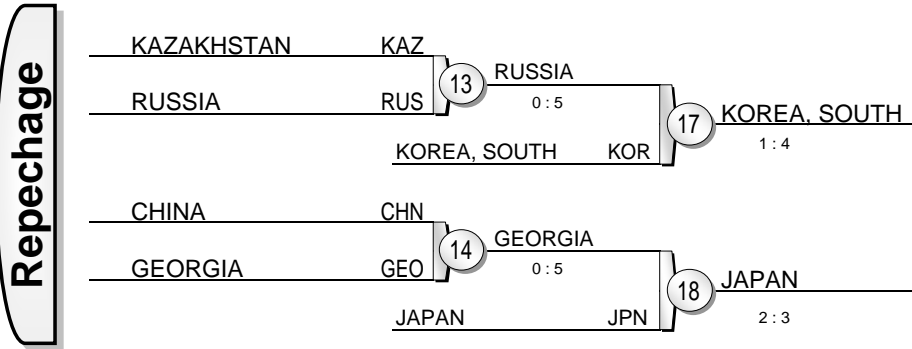 Repechage
KAZAKHSTAN KAZ
RUSSIA RUS
13
RUSSIA
0 : 5
KOREA, SOUTH KOR
17
KOREA, SOUTH
1 : 4
CHINA CHN
GEORGIA GEO
14
GEORGIA
0 : 5
JAPAN JPN
18
JAPAN
2 : 3